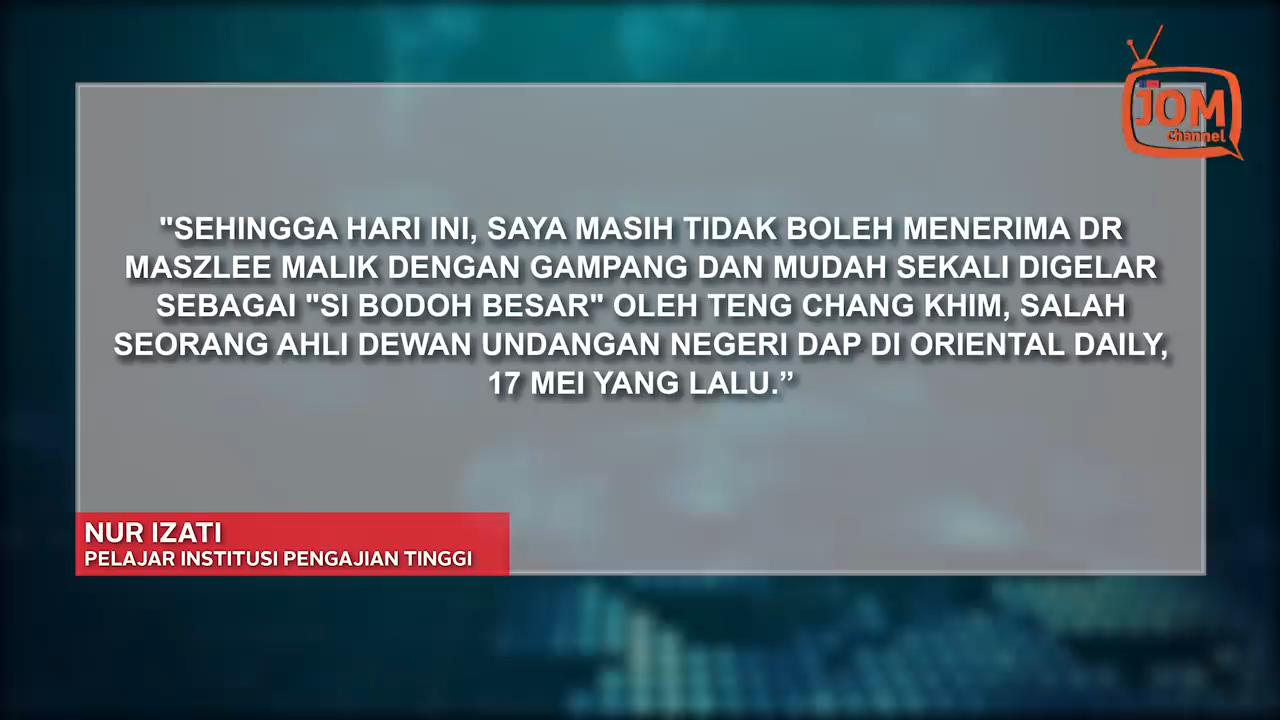 JOM
channel
"SEHINGGA HARI INI, SAYA MASIH TIDAK BOLEH MENERIMA DR
MASZLEE MALIK DENGAN GAMPANG DAN MUDAH SEKALI DIGELAR
SEBAGAI "SI BODOH BESAR" OLEH TENG CHANG KHIM, SALAH
SEORANG AHLI DEWAN UNDANGAN NEGERI DAP DI ORIENTAL DAILY,
17 MEI YANG LALU.”
NUR IZATI
PELAJAR INSTITUSI PENGAJIAN TINGGI